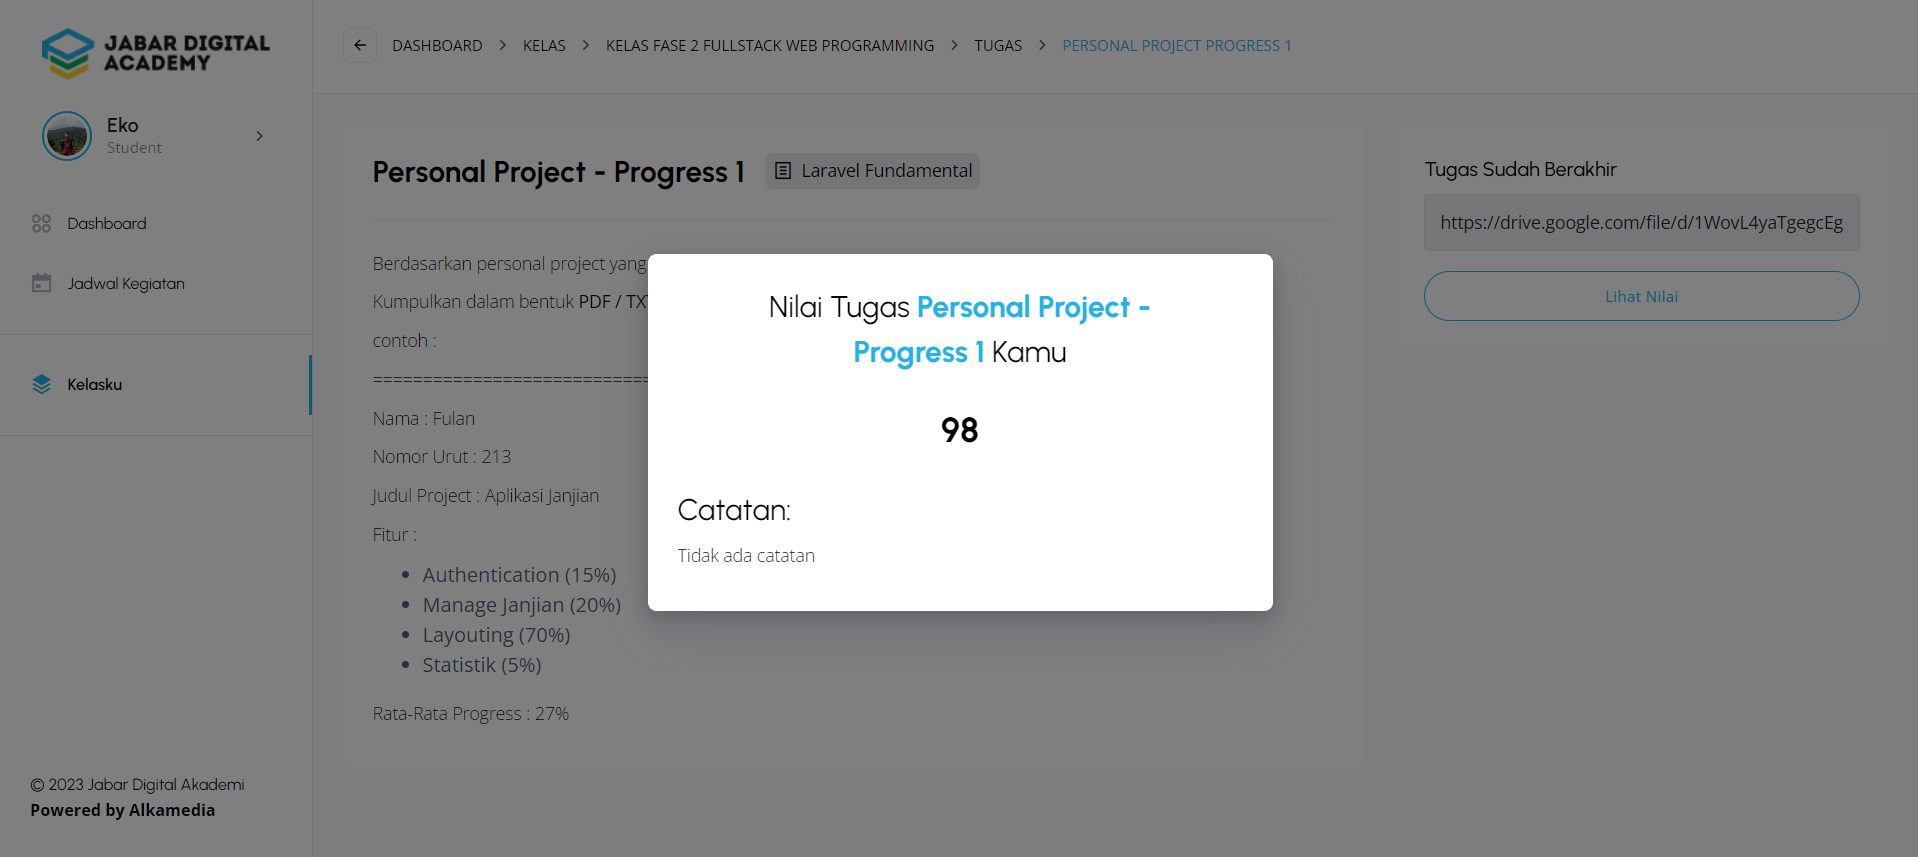 JABAR DIGITAL
ACADEMY
Eko
Student
Dashboard
Jadwal Kegiatan
Kelasku
© 2023 Jabar Digital Akademi
Powered by Alkamedia
DASHBOARD > KELAS > KELAS FASE 2 FULLSTACK WEB PROGRAMMING > TUGAS > PERSONAL PROJECT PROGRESS 1
Personal Project - Progress 1
Laravel Fundamental
Berdasarkan personal project yang
Kumpulkan dalam bentuk PDF / TXT
contoh :
============================
Nama : Fulan
Nomor Urut : 213
Judul Project : Aplikasi Janjian
Fitur :
• Authentication (15%)
• Manage Janjian (20%)
• Layouting (70%)
• Statistik (5%)
Rata-Rata Progress : 27%
Nilai Tugas Personal Project -
Progress 1 Kamu
98
Catatan:
Tidak ada catatan
Tugas Sudah Berakhir
https://drive.google.com/file/d/1WovL4yaTgegcEg
Lihat Nilai